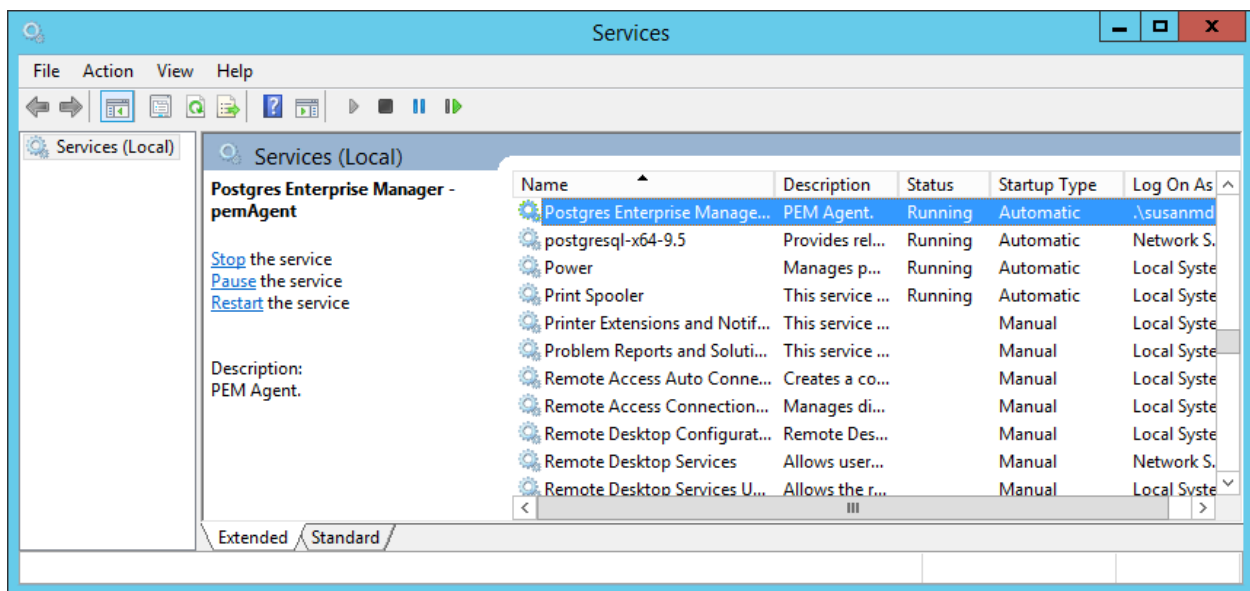 Services
File Action View Help
Services (Local)
Services (Local)
Postgres Enterprise Manager -
pemAgent
Stop the service
Pause the service
Restart the service
Description:
PEM Agent.
Name Description Status Startup Type Log On As
Postgres Enterprise Manage... PEM Agent. Running Automatic .\susanmd
postgresql-x64-9.5 Provides rel... Running Automatic Network S.
Power Manages p... Running Automatic Local Syste
Print Spooler This service ... Running Automatic Local Syste
Printer Extensions and Notif... This service ... Manual Local Syste
Problem Reports and Soluti... This service ... Manual Local Syste
Remote Access Auto Conne... Creates a co... Manual Local Syste
Remote Access Connection... Manages di... Manual Local Syste
Remote Desktop Configurat... Remote Des... Manual Local Syste
Remote Desktop Services Allows user... Manual Network S.
Remote Desktop Services U... Allows the r... Manual Local Syste
Extended Standard